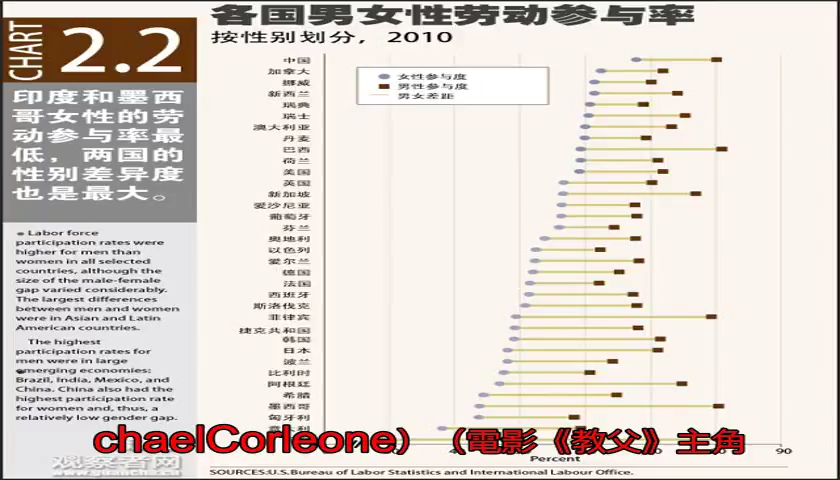 各国男女性劳动参与率
按性别划分，2010
CHART
2.2
印度和墨西
哥女性的劳
动参与率最
低，两国的
性别差异度
也是最大。
Labor force
participation rates were
higher for men than
women in all selected
countries, although the
size of the male-female
gap varied considerably.
The largest differences
between men and women
were in Asian and Latin
American countries.
The highest
participation rates for
men were in large
emerging economies:
Brazil, India, Mexico, and
China. China also had the
highest participation rate
for women and, thus, a
relatively low gender gap.
女性参与度
男性参与度
男女差距
中国
加拿大
挪威
新西兰
瑞典
瑞士
澳大利亚
丹麦
巴西
荷兰
美国
英国
新加坡
爱沙尼亚
葡萄牙
芬兰
奥地利
以色列
爱尔兰
德国
法国
西班牙
斯洛伐克
菲律宾
捷克共和国
韩国
日本
波兰
比利时
阿根廷
希腊
墨西哥
匈牙利
90
Percent
chaelCorleone）（電影《教父》主角
观察者网
SOURCES:U.S.Bureau of Labor Statistics and International Labour Office.